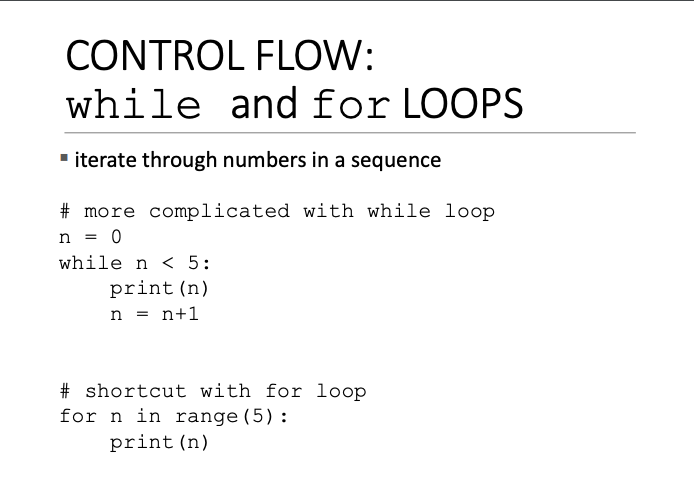 CONTROL FLOW:
while and for LOOPS
▪ iterate through numbers in a sequence
# more complicated with while loop
n = 0
while n < 5:
    print(n)
    n = n+1
# shortcut with for loop
for n in range(5):
    print(n)